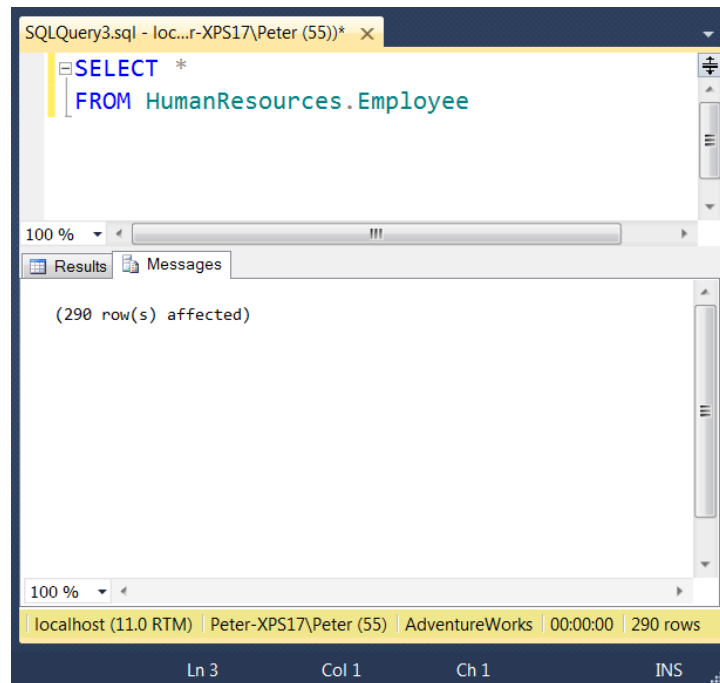 SQLQuery3.sql - loc...r-XPS17\Peter (55))*
SELECT *
FROM HumanResources.Employee
100 %
Results Messages
(290 row(s) affected)
100 %
localhost (11.0 RTM) Peter-XPS17\Peter (55) AdventureWorks 00:00:00 290 rows
Ln 3 Col 1 Ch 1 INS